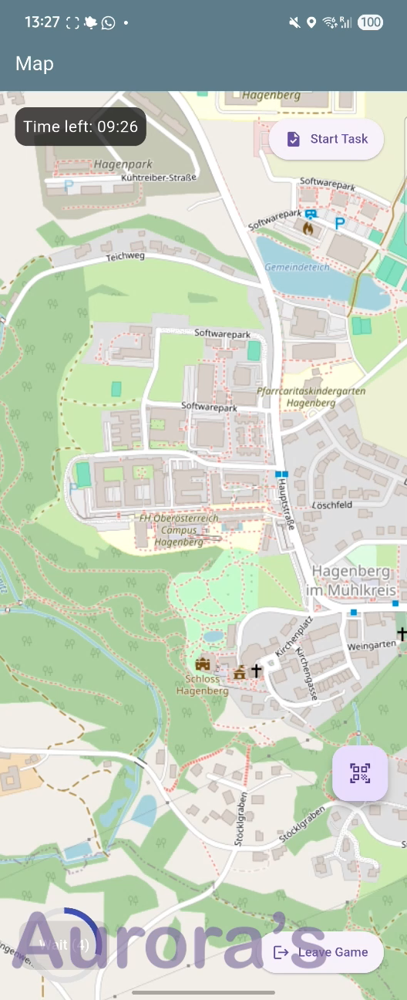 13:27
100
Map
Hagenberg
Time left: 09:26
Start Task
Hagenpark
Kuhtreiber-Straße
Softwarepark
Softwarepark
P
P
Teichweg
Gemeindeteich
Softwarepark
Pfarrcaritaskindergarten
Hagenberg
Softwarepark
P
Hauptstraße
Löschfeld
FH Oberösterreich
Campus
Hagenberg
Hagenberg
im Mühlkreis
Kirchenplatz
Weingarten
Kirchengasse
Schloss
Hagenberg
Stöcklgraben
Stöcklgraben
Wait (4)
Aurora's
Leave Game